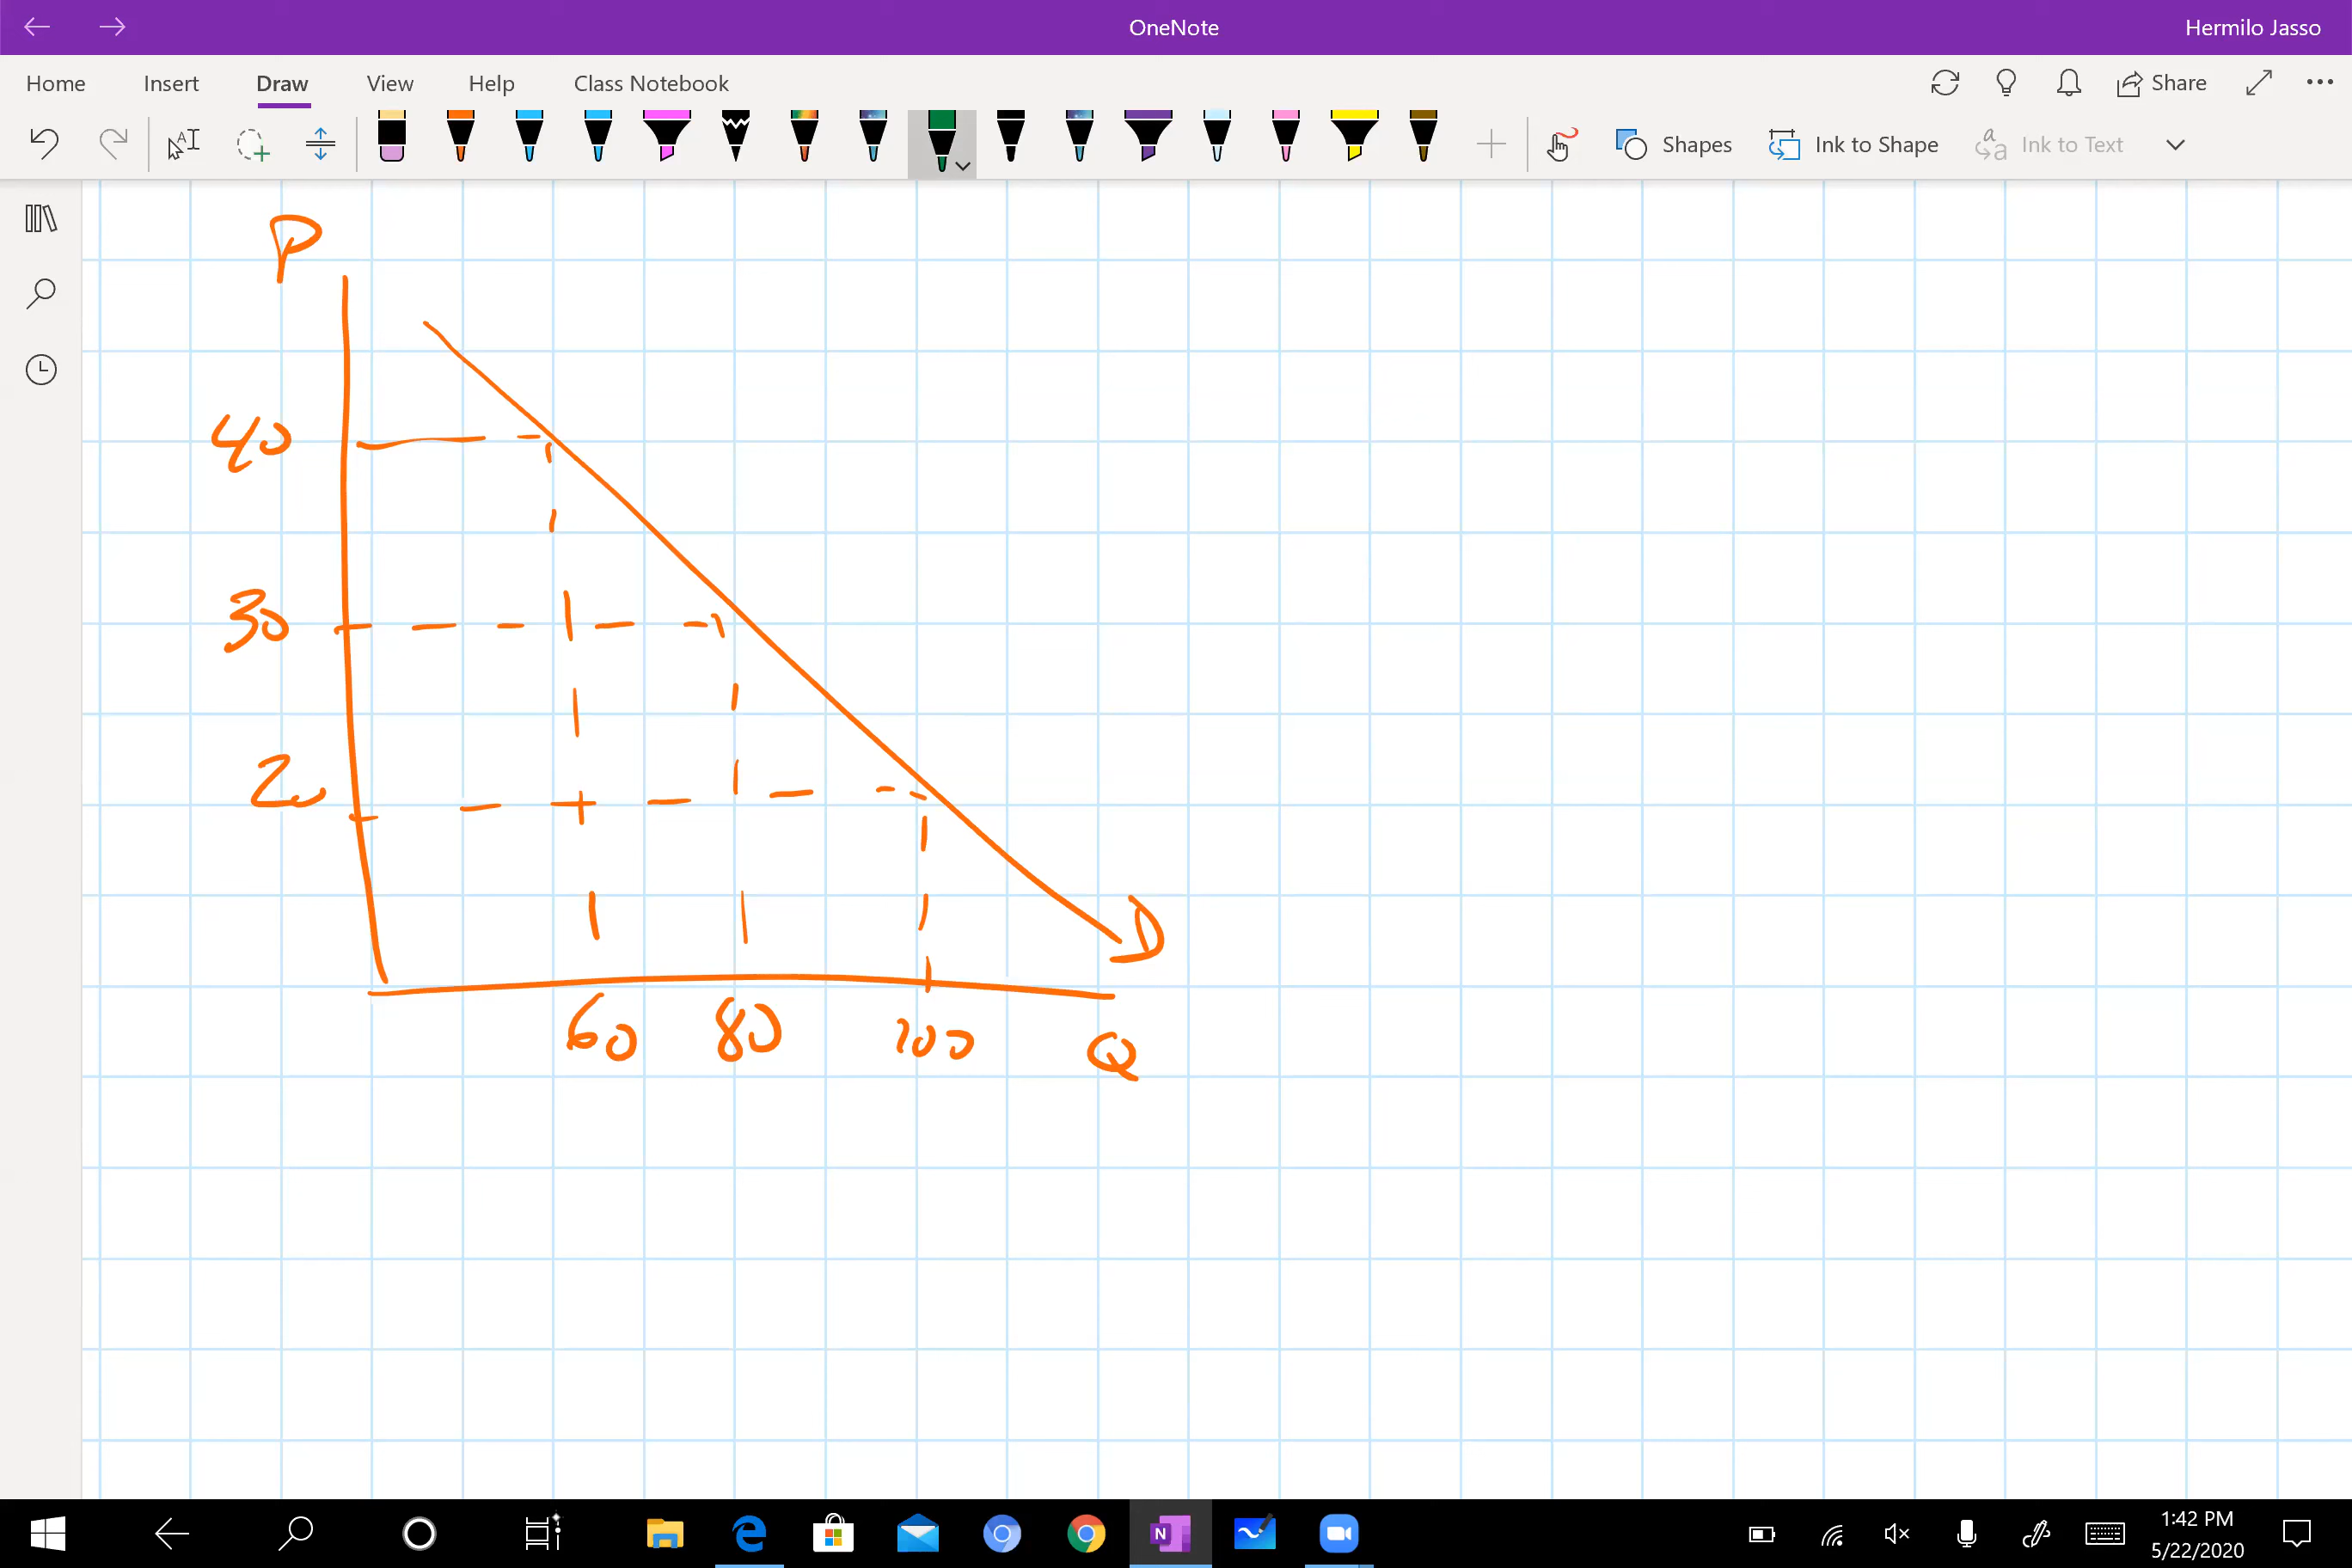 OneNote
Hermilo Jasso
Home Insert Draw View Help Class Notebook
Share
Shapes Ink to Shape Ink to Text
P
40
30
20
D
60 80 100
Q
1:42 PM
5/22/2020